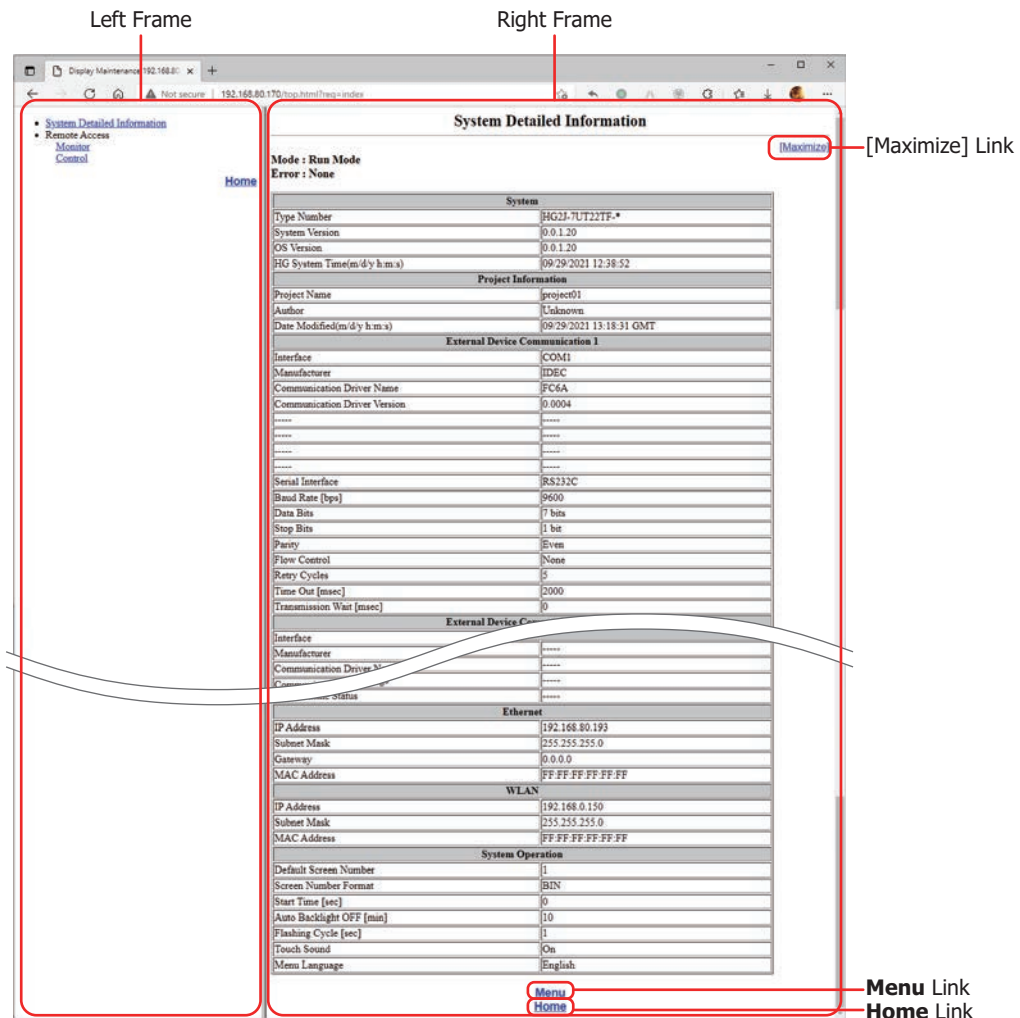 Left Frame
Right Frame
Display Maintenance 192.168.80
Not secure | 192.168.80.170/top.html?req=index
System Detailed Information
Remote Access
Monitor
Control
Home
System Detailed Information
[Maximize]
[Maximize] Link
Mode : Run Mode
Error : None
System
Type Number HG2J-7UT22TF-*
System Version 0.0.1.20
OS Version 0.0.1.20
HG System Time(m/d/y h:m:s) 09/29/2021 12:38:52
Project Information
Project Name project01
Author Unknown
Date Modified(m/d/y h:m:s) 09/29/2021 13:18:31 GMT
External Device Communication 1
Interface COM1
Manufacturer IDEC
Communication Driver Name FC6A
Communication Driver Version 0.0004
----- -----
----- -----
----- -----
----- -----
Serial Interface RS232C
Baud Rate [bps] 9600
Data Bits 7 bits
Stop Bits 1 bit
Parity Even
Flow Control None
Retry Cycles 5
Time Out [msec] 2000
Transmission Wait [msec] 0
External Device
Interface
Manufacturer -----
Communication Driver -----
-----
Status -----
Ethernet
IP Address 192.168.80.193
Subnet Mask 255.255.255.0
Gateway 0.0.0.0
MAC Address FF:FF:FF:FF:FF:FF
WLAN
IP Address 192.168.0.150
Subnet Mask 255.255.255.0
MAC Address FF:FF:FF:FF:FF:FF
System Operation
Default Screen Number 1
Screen Number Format BIN
Start Time [sec] 0
Auto Backlight OFF [min] 10
Flashing Cycle [sec] 1
Touch Sound On
Menu Language English
Menu
Menu Link
Home
Home Link